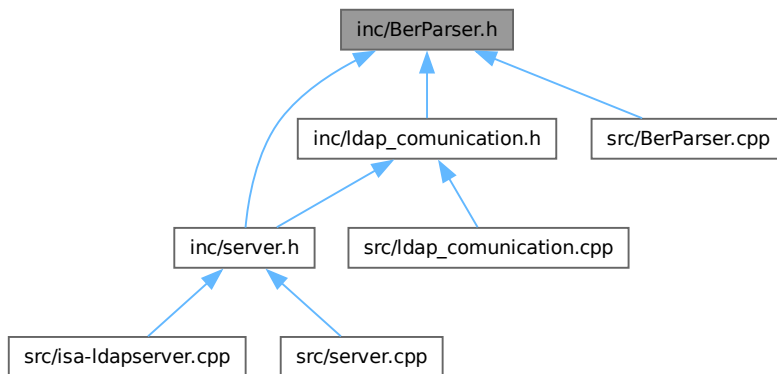 inc/BerParser.h
inc/ldap_comunication.h
src/BerParser.cpp
inc/server.h
src/ldap_comunication.cpp
src/isa-ldapserver.cpp
src/server.cpp